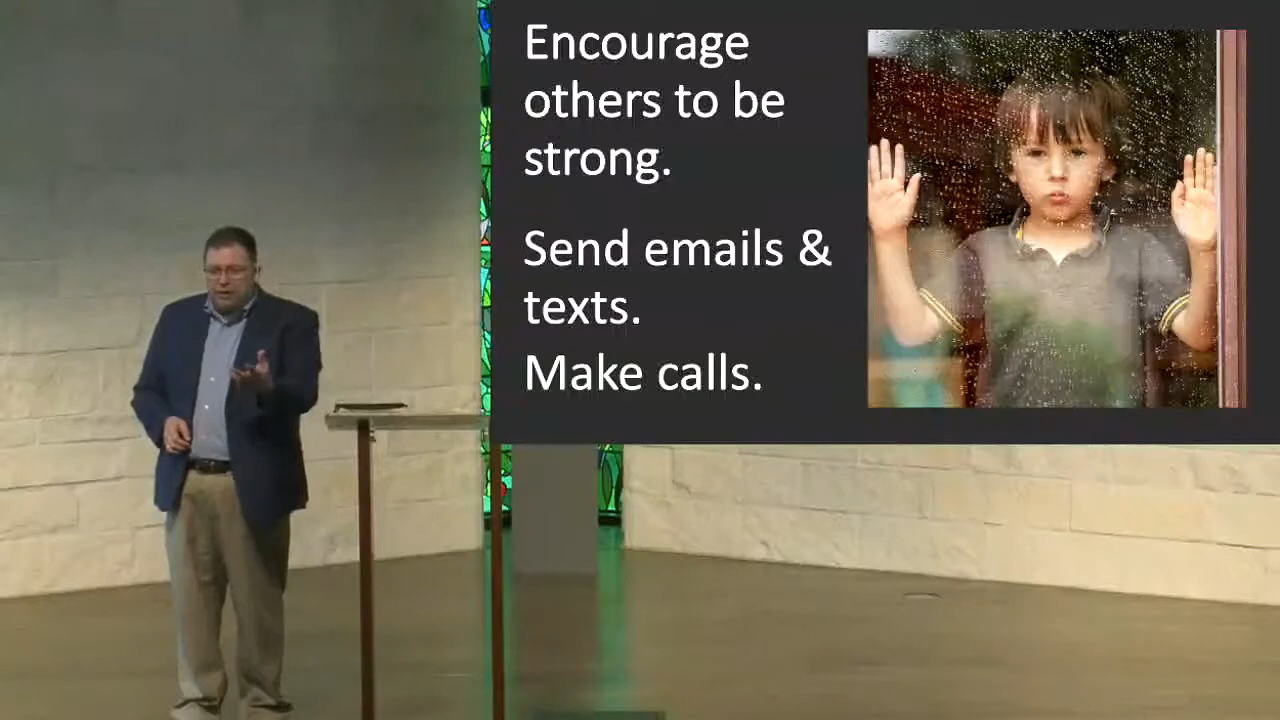 Encourage
others to be
strong.
Send emails &
texts.
Make calls.